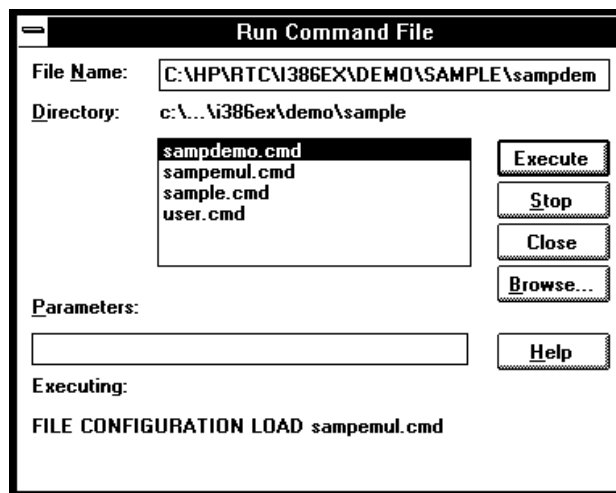 Run Command File
File Name: C:\HP\RTC\I386EX\DEMO\SAMPLE\sampdem
Directory: c:\...\i386ex\demo\sample
sampdemo.cmd
sampemul.cmd
sample.cmd
user.cmd
Execute
Stop
Close
Browse...
Parameters:
Help
Executing:
FILE CONFIGURATION LOAD sampemul.cmd